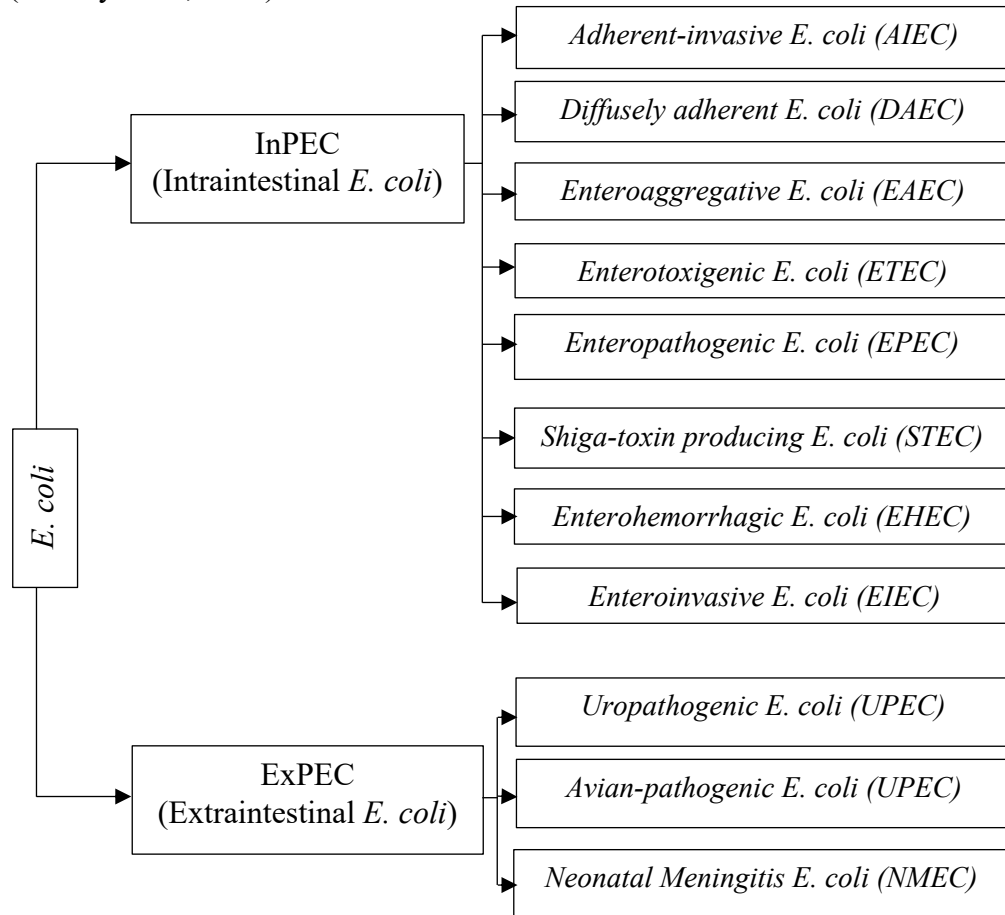 Adherent-invasive E. coli (AIEC)
Diffusely adherent E. coli (DAEC)
InPEC
(Intraintestinal E. coli)
Enteroaggregative E. coli (EAEC)
Enterotoxigenic E. coli (ETEC)
Enteropathogenic E. coli (EPEC)
Shiga-toxin producing E. coli (STEC)
E. coli
Enterohemorrhagic E. coli (EHEC)
Enteroinvasive E. coli (EIEC)
Uropathogenic E. coli (UPEC)
ExPEC
(Extraintestinal E. coli)
Avian-pathogenic E. coli (UPEC)
Neonatal Meningitis E. coli (NMEC)